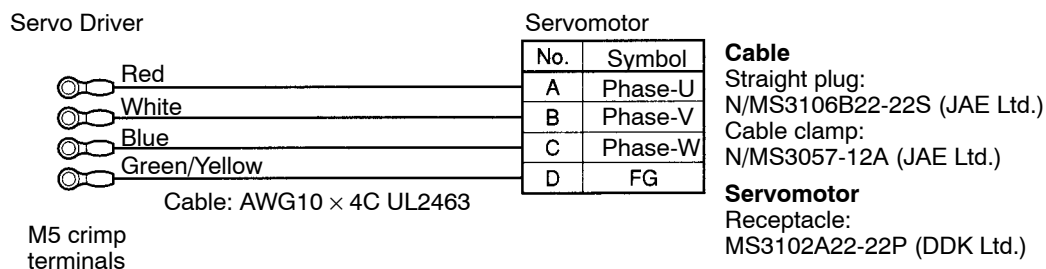 Servo Driver
Servomotor
No. Symbol
Red
A Phase-U
White
B Phase-V
Blue
C Phase-W
Green/Yellow
D FG
Cable: AWG10 × 4C UL2463
M5 crimp
terminals
Cable
Straight plug:
N/MS3106B22-22S (JAE Ltd.)
Cable clamp:
N/MS3057-12A (JAE Ltd.)
Servomotor
Receptacle:
MS3102A22-22P (DDK Ltd.)